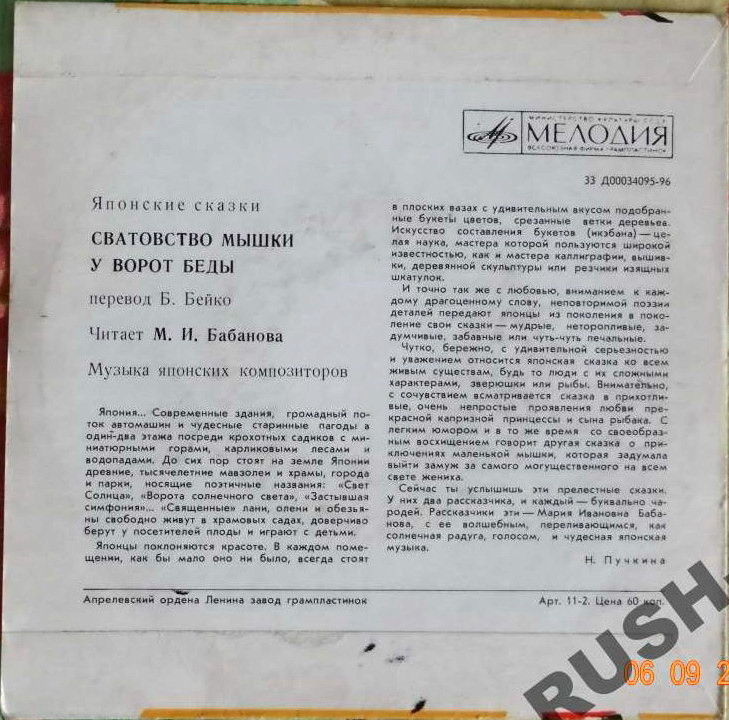 МИНИСТЕРСТВО КУЛЬТУРЫ СССР
МЕЛОДИЯ
ВСЕСОЮЗНАЯ ФИРМА ГРАМПЛАСТИНОК
33 Д00034095-96
Японские сказки
СВАТОВСТВО МЫШКИ
У ВОРОТ БЕДЫ
перевод Б. Бейко
Читает М. И. Бабанова
Музыка японских композиторов
Япония... Современные здания, громадный по-
ток автомашин и чудесные старинные пагоды в
один-два этажа посреди крохотных садиков с ми-
ниатюрными горами, карликовыми лесами и
водопадами. До сих пор стоят на земле Японии
древние, тысячелетние мавзолеи и храмы, города
и парки, носящие поэтичные названия: «Свет
Солнца», «Ворота солнечного света», «Застывшая
симфония»... «Священные» лани, олени и обезья-
ны свободно живут в храмовых садах, доверчиво
берут у посетителей плоды и играют с детьми.
Японцы поклоняются красоте. В каждом поме-
щении, как бы мало оно ни было, всегда стоят
в плоских вазах с удивительным вкусом подобран-
ные букеты цветов, срезанные ветки деревьев.
Искусство составления букетов (икэбана) — це-
лая наука, мастера которой пользуются широкой
известностью, как и мастера каллиграфии, вышив-
ки, деревянной скульптуры или резчики изящных
шкатулок.
И точно так же с любовью, вниманием к каж-
дому драгоценному слову, неповторимой поэзии
деталей передают японцы из поколения в поко-
ление свои сказки — мудрые, неторопливые, за-
думчивые, забавные или чуть-чуть печальные.
Чутко, бережно, с удивительной серьезностью
и уважением относится японская сказка ко всем
живым существам, будь то люди с их сложными
характерами, зверюшки или рыбы. Внимательно,
с сочувствием всматривается сказка в прихотли-
вые, очень непростые проявления любви пре-
красной капризной принцессы и сына рыбака. С
легким юмором и в то же время со своеобраз-
ным восхищением говорит другая сказка о при-
ключениях маленькой мышки, которая задумала
выйти замуж за самого могущественного на всем
свете жениха.
Сейчас ты услышишь эти прелестные сказки.
У них два рассказчика, и каждый — буквально ча-
родей. Рассказчики эти — Мария Ивановна Баба-
нова, с ее волшебным, переливающимся, как
солнечная радуга, голосом, и чудесная японская
музыка.
Н. Пучкина
Апрелевский ордена Ленина завод грампластинок
Арт. 11-2. Цена 60 коп.
RUSH
06 09 2